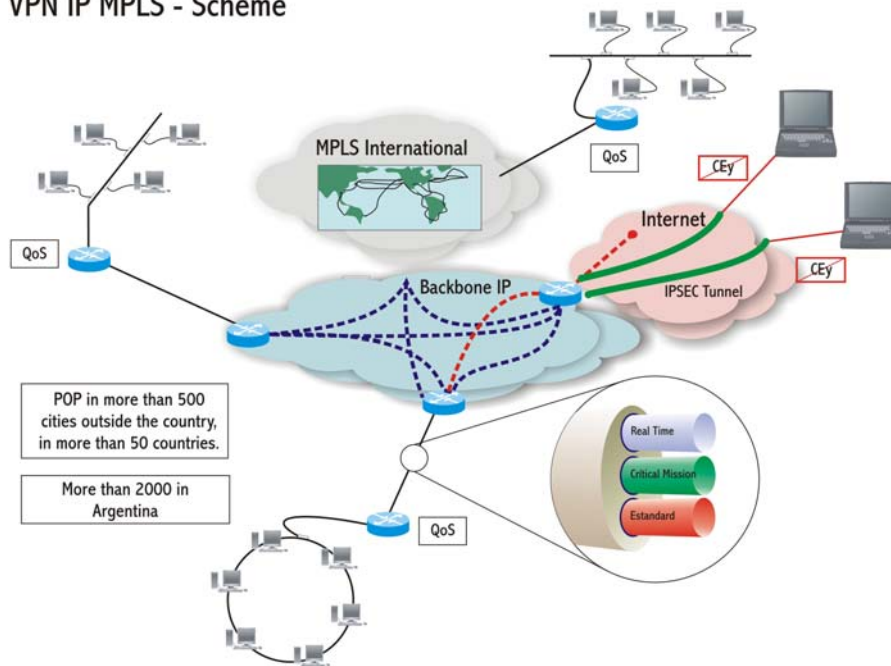 VPN IP MPLS - Scheme
MPLS International
QoS
CEy
Internet
QoS
CEy
Backbone IP
IPSEC Tunnel
POP in more than 500
cities outside the country,
in more than 50 countries.
Real Time
Critical Mission
Estandard
More than 2000 in
Argentina
QoS